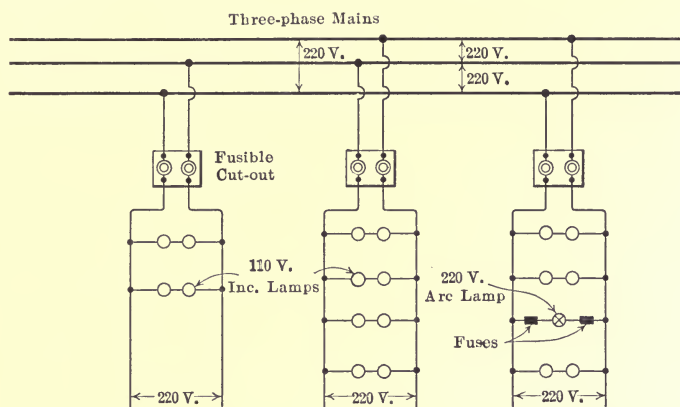 Three-phase Mains
220 V.
220 V.
220 V.
Fusible
Cut-out
110 V.
Inc. Lamps
220 V.
Arc Lamp
Fuses
220 V.
220 V.
220 V.